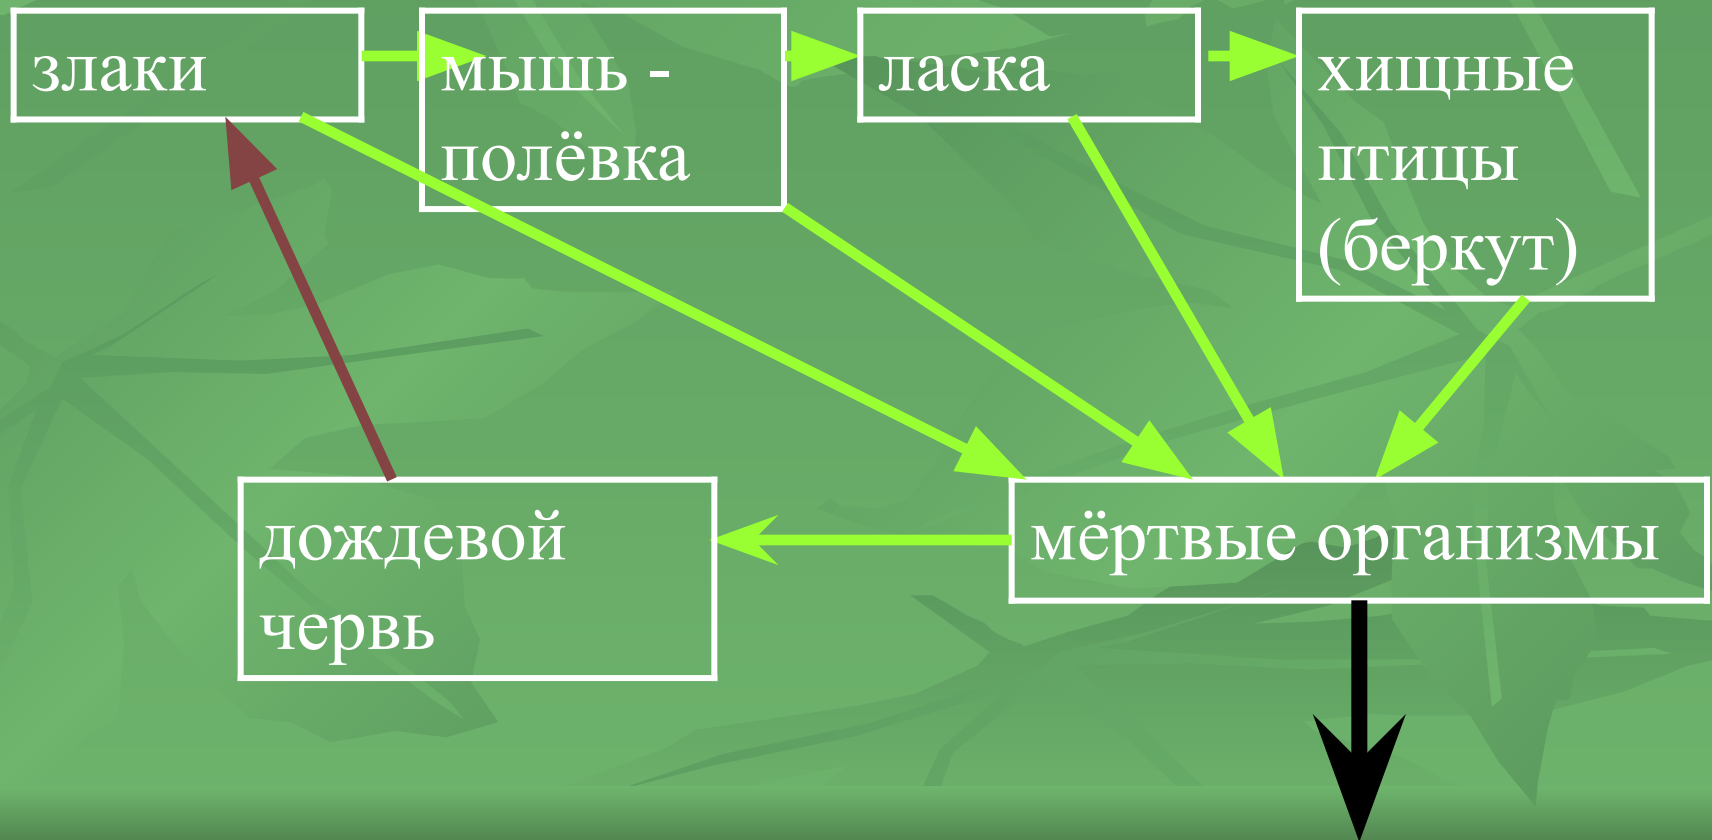 злаки
мышь -
полёвка
ласка
хищные
птицы
(беркут)
дождевой
червь
мёртвые организмы